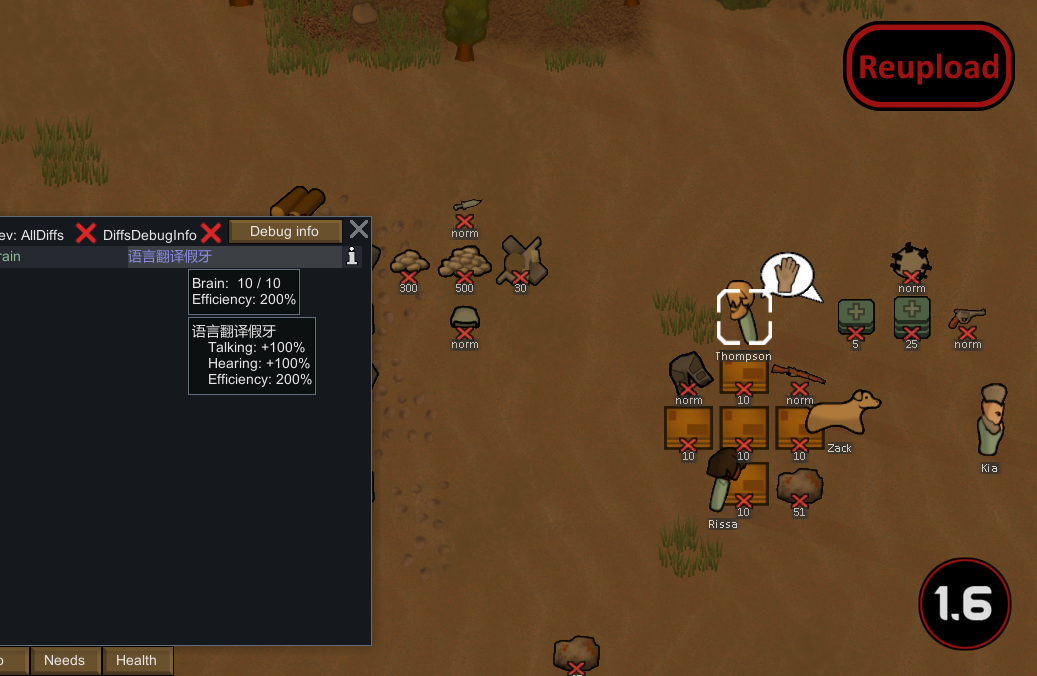 Reupload
ev: AllDiffs
DiffsDebugInfo
Debug info
rain
语言翻译假牙
Brain: 10 / 10
Efficiency: 200%
语言翻译假牙
Talking: +100%
Hearing: +100%
Efficiency: 200%
norm
300
500
30
norm
norm
5
25
norm
Thompson
norm
10
norm
10
10
10
Zack
Kia
10
51
Rissa
1.6
Needs
Health